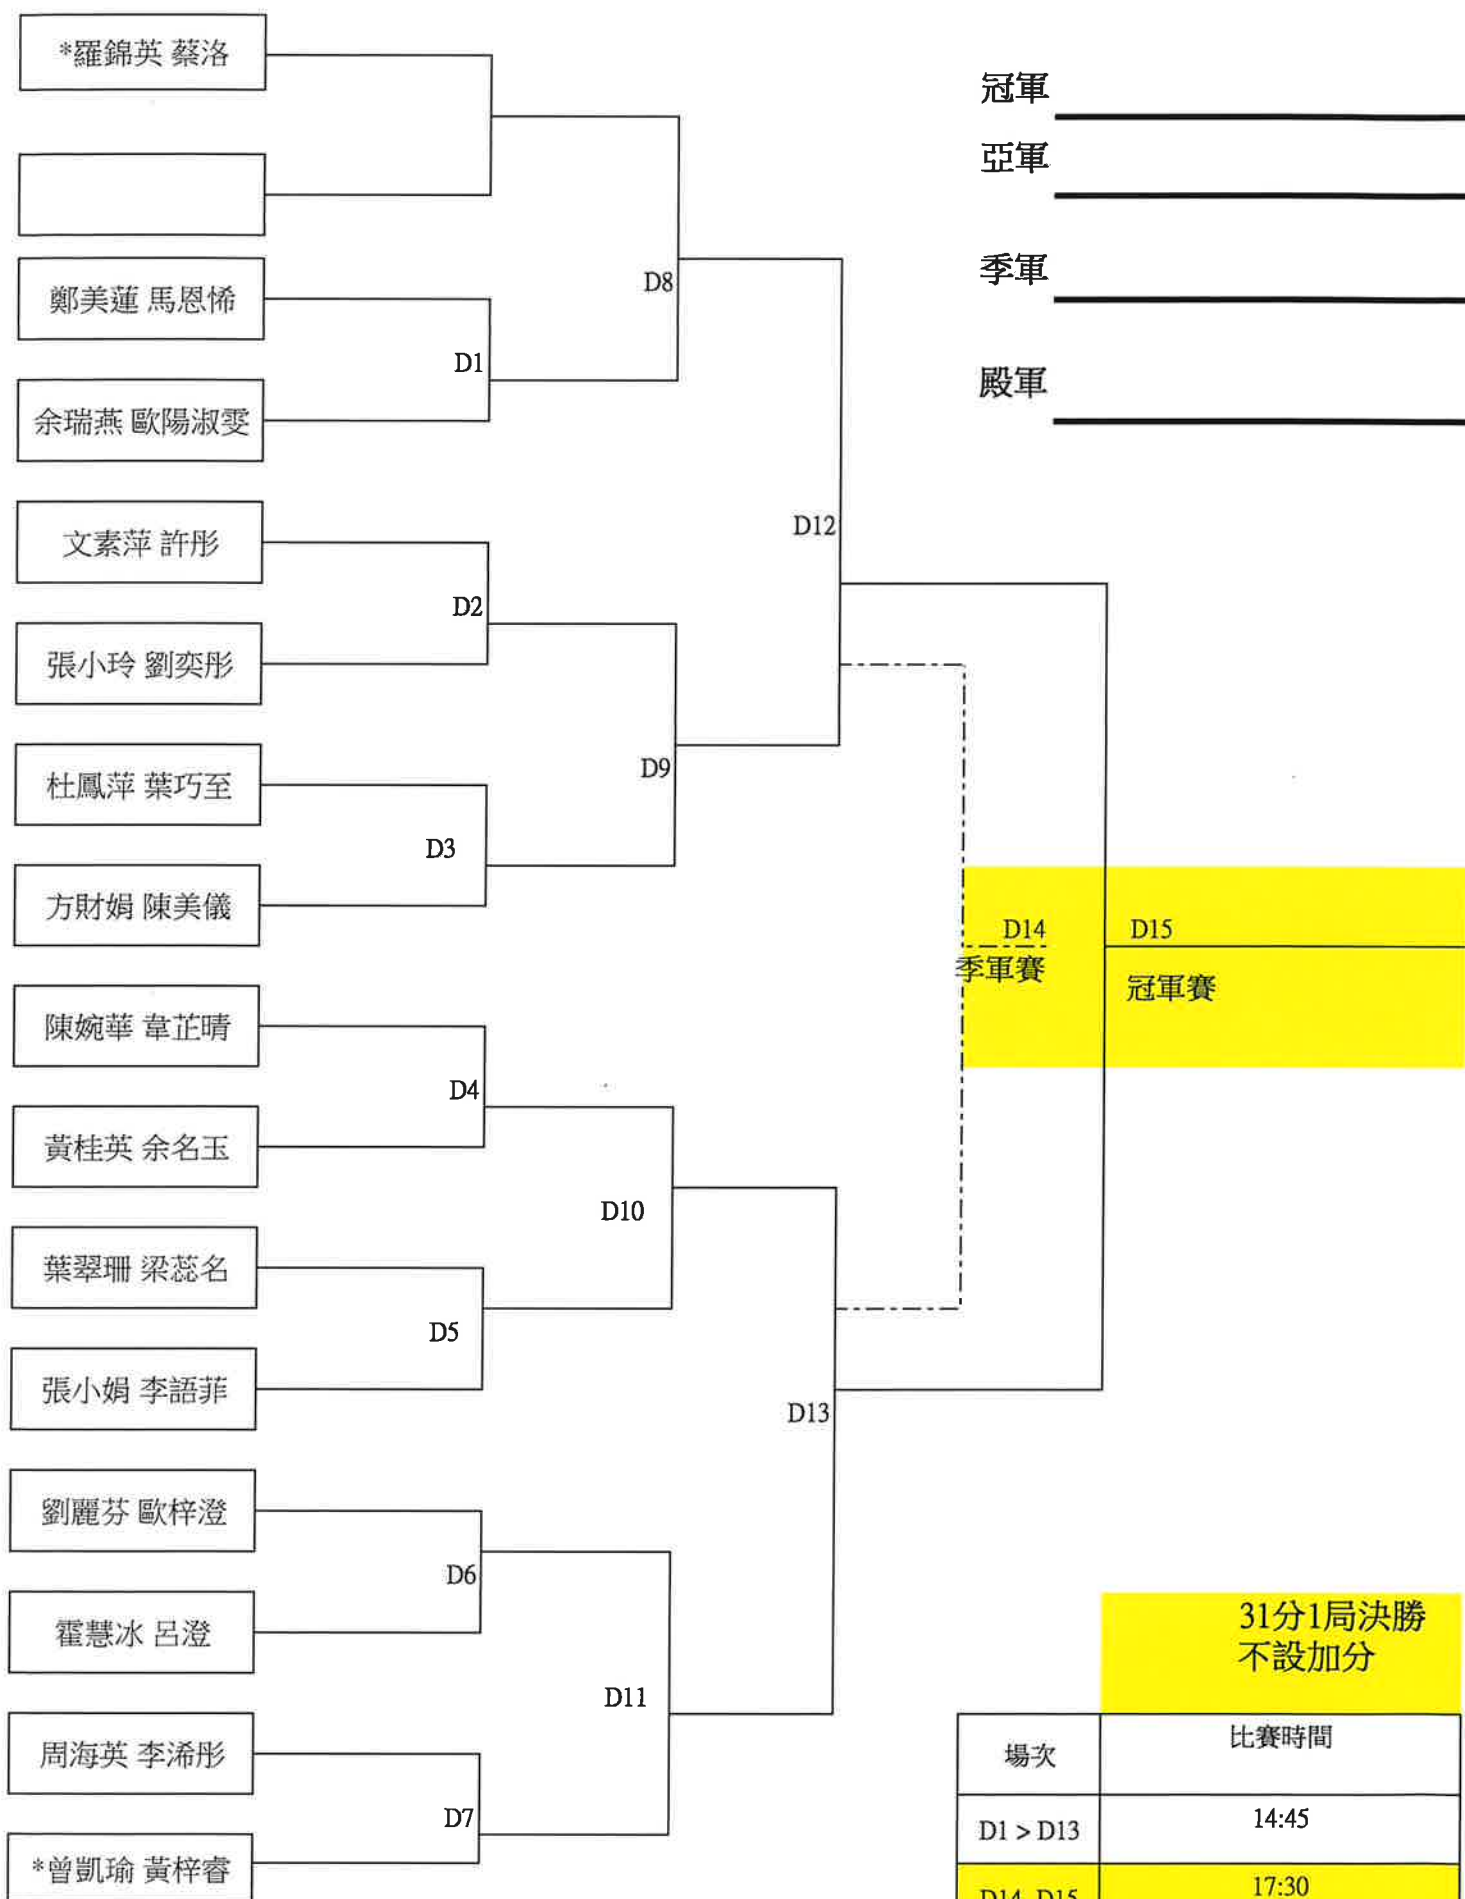 *羅錦英 蔡洛
冠軍
亞軍
鄭美蓮 馬恩悕
D8
季軍
D1
余瑞燕 歐陽淑雯
殿軍
文素萍 許彤
D12
D2
張小玲 劉奕彤
杜鳳萍 葉巧至
D9
D3
方財娟 陳美儀
D14
季軍賽
D15
冠軍賽
陳婉華 韋芷晴
D4
黃桂英 余名玉
D10
葉翠珊 梁蕊名
D5
張小娟 李語菲
D13
劉麗芬 歐梓澄
D6
霍慧冰 呂澄
31分1局決勝
不設加分
D11
周海英 李浠彤
場次
比賽時間
D7
D1 > D13
14:45
*曾凱瑜 黃梓睿
D14, D15
17:30